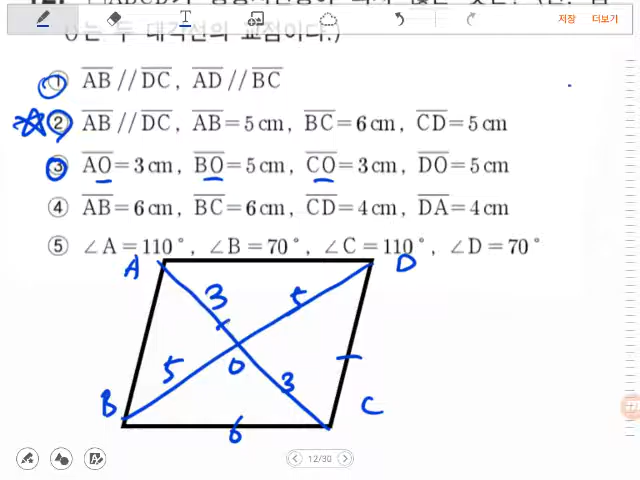 저장 더보기
는 두 대각선의 교점이다.)
① AB // DC, AD // BC
② AB // DC, AB = 5 cm, BC = 6 cm, CD = 5 cm
③ AO = 3 cm, BO = 5 cm, CO = 3 cm, DO = 5 cm
④ AB = 6 cm, BC = 6 cm, CD = 4 cm, DA = 4 cm
⑤ ∠A = 110°, ∠B = 70°, ∠C = 110°, ∠D = 70°
A D
3 5
O
5 3
B C
6
12/30